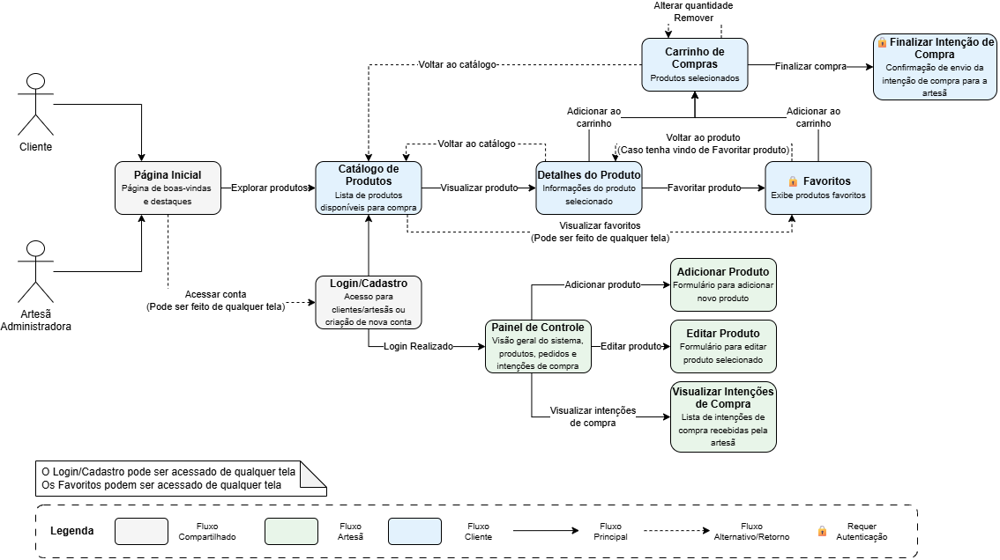 Alterar quantidade
Remover
Carrinho de
Compras
Produtos selecionados
Finalizar compra
Finalizar Intenção de
Compra
Confirmação de envio da
intenção de compra para a
artesã
Voltar ao catálogo
Cliente
Adicionar ao
carrinho
Adicionar ao
carrinho
Voltar ao catálogo
Voltar ao produto
(Caso tenha vindo de Favoritar produto)
Página Inicial
Página de boas-vindas
e destaques
Explorar produtos
Catálogo de
Produtos
Lista de produtos
disponíveis para compra
Visualizar produto
Detalhes do Produto
Informações do produto
selecionado
Favoritar produto
Favoritos
Exibe produtos favoritos
Visualizar favoritos
(Pode ser feito de qualquer tela)
Artesã
Administradora
Acessar conta
(Pode ser feito de qualquer tela)
Login/Cadastro
Acesso para
clientes/artesãs ou
criação de nova conta
Login Realizado
Painel de Controle
Visão geral do sistema,
produtos, pedidos e
intenções de compra
Adicionar produto
Adicionar Produto
Formulário para adicionar
novo produto
Editar produto
Editar Produto
Formulário para editar
produto selecionado
Visualizar intenções
de compra
Visualizar Intenções
de Compra
Lista de intenções de
compra recebidas pela
artesã
O Login/Cadastro pode ser acessado de qualquer tela
Os Favoritos podem ser acessado de qualquer tela
Legenda
Fluxo
Compartilhado
Fluxo
Artesã
Fluxo
Cliente
Fluxo
Principal
Fluxo
Alternativo/Retorno
Requer
Autenticação